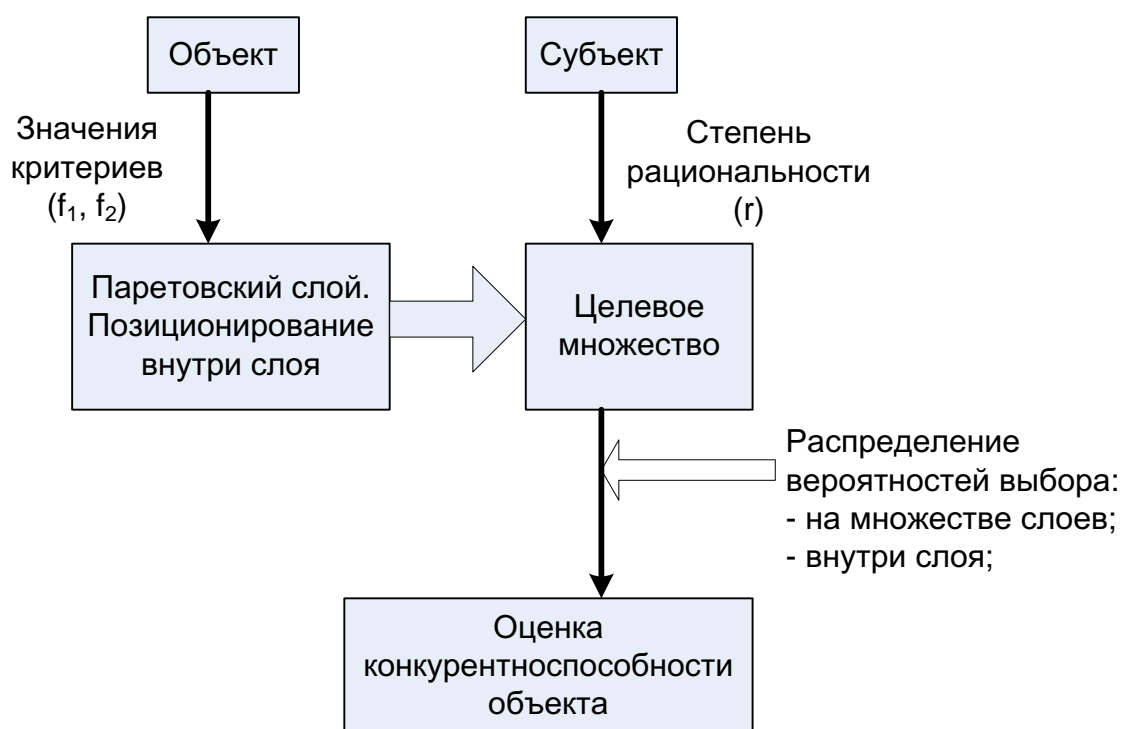 Объект
Субъект
Значения
критериев
(f₁, f₂)
Степень
рациональности
(r)
Паретовский слой.
Позиционирование
внутри слоя
Целевое
множество
Распределение
вероятностей выбора:
- на множестве слоев;
- внутри слоя;
Оценка
конкурентноспособности
объекта